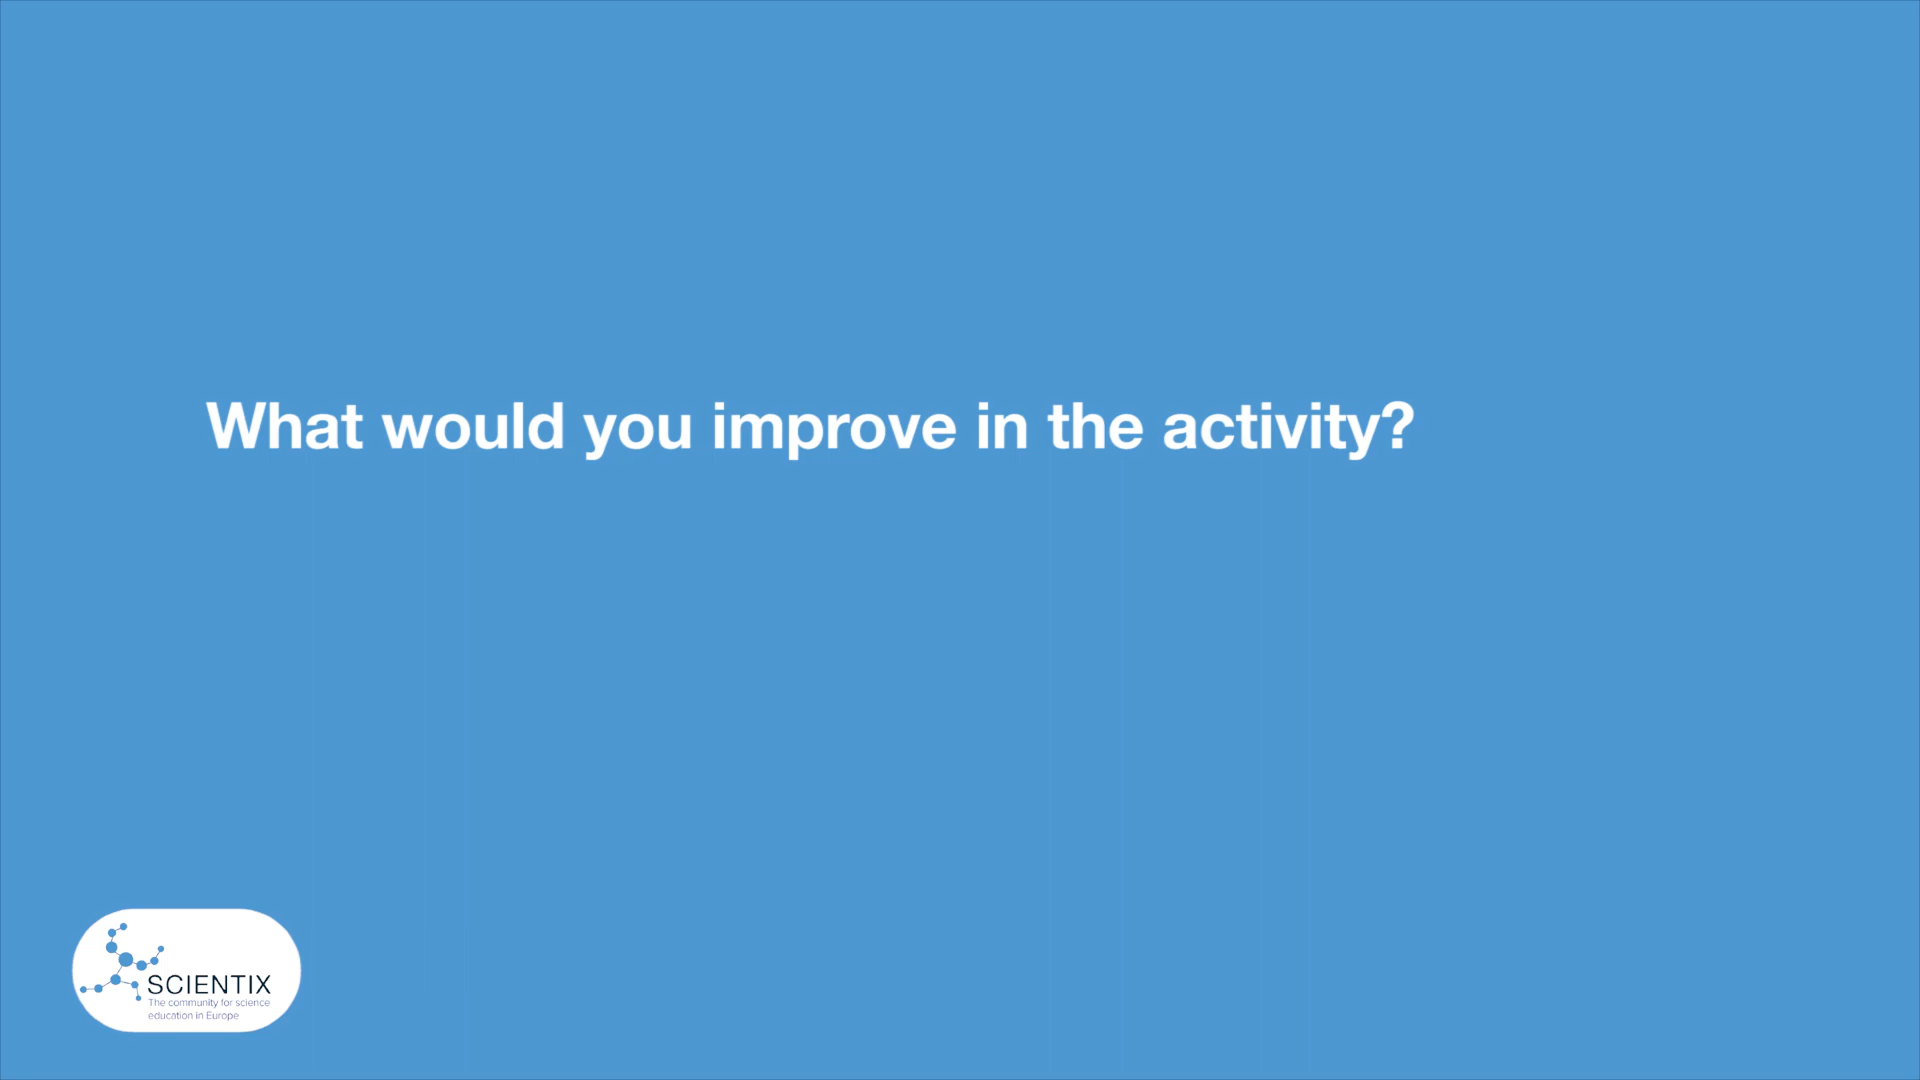 What would you improve in the activity?
SCIENTIX
The community for science
education in Europe